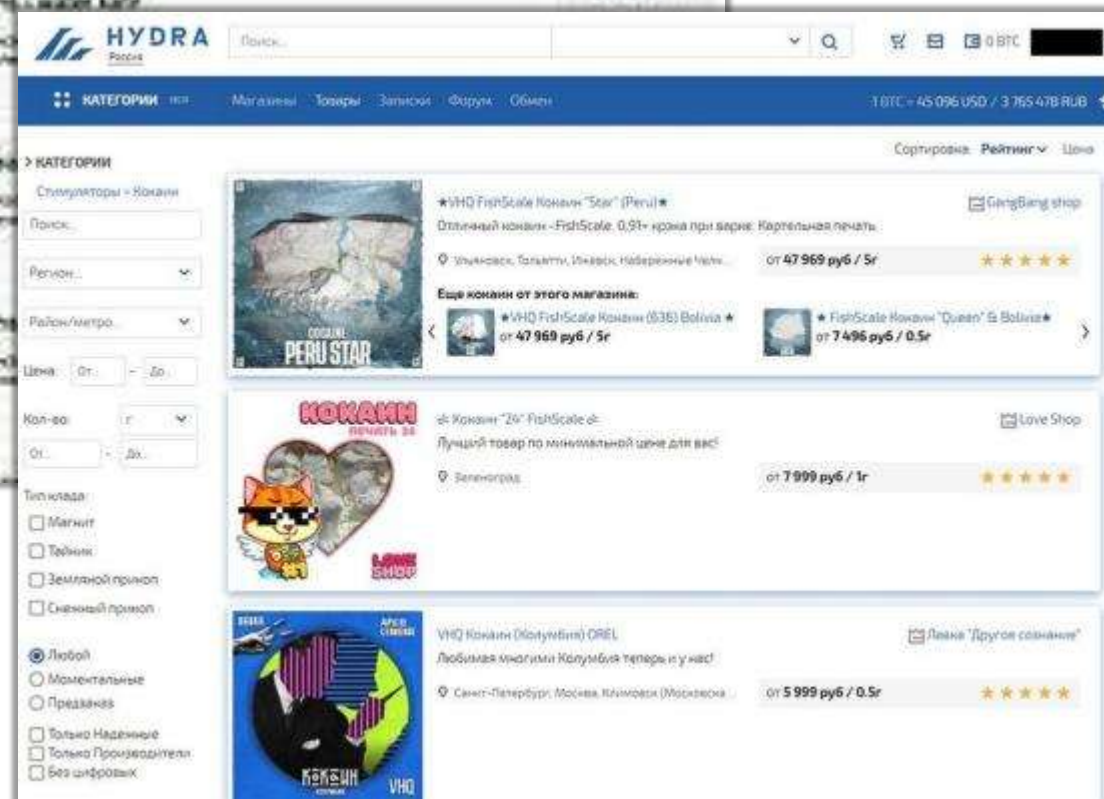 HYDRA
Россия
Поиск...
0 BTC
КАТЕГОРИИ
Магазины Товары Записки Форум Обмен
1 BTC = 45 096 USD / 3 765 478 RUB
Сортировка: Рейтинг Цена
> КАТЕГОРИИ
Стимуляторы » Кокаин
Поиск...
Регион...
Район/метро...
Цена: От... - До...
Кол-во: г
От... - До...
Тип клада:
Магнит
Тайник
Земляной прикоп
Снежный прикоп
Любой
Моментальные
Предзаказ
Только Надежные
Только Производители
Без цифровых
COCAINE
PERU STAR
★VHQ FishScale Кокаин "Star" (Peru)★
GangBang shop
Отличный кокаин - FishScale. 0,91+ крэка при варке. Картельная печать.
Ульяновск, Тольятти, Ижевск, Набережные Челн...
от 47 969 руб / 5г
Еще кокаин от этого магазина:
★VHQ FishScale Кокаин (636) Bolivia ★
от 47 969 руб / 5г
★ FishScale Кокаин "Queen" Bolivia★
от 7 496 руб / 0.5г
КОКАИН
ПЕЧАТЬ 24
#1
LOVE
SHOP
Кокаин "24" FishScale
Love Shop
Лучший товар по минимальной цене для вас!
Зеленоград
от 7 999 руб / 1г
КОКАИН
VHQ
VHQ Кокаин (Колумбия) OREL
Лавка "Другое сознание"
Любимая многими Колумбия теперь и у нас!
Санкт-Петербург, Москва, Климовск (Московска...
от 5 999 руб / 0.5г